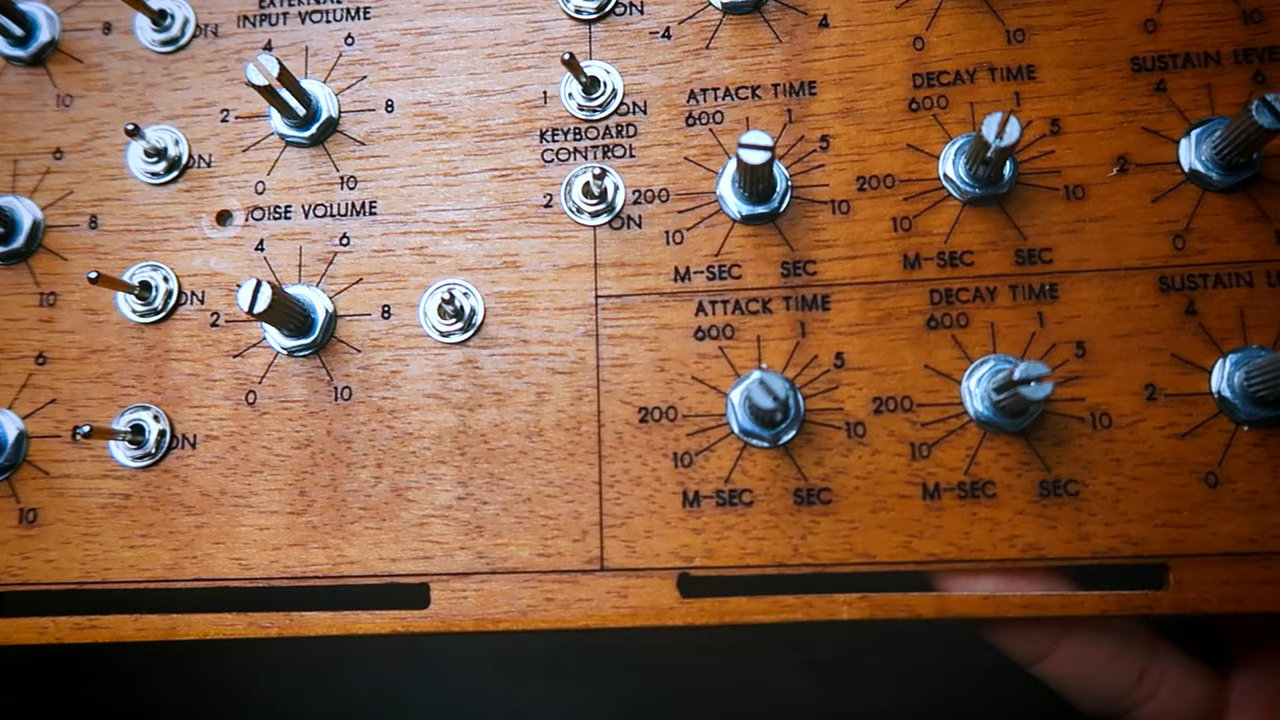 EXTERNAL
INPUT VOLUME
8
ON
10
4
6
2
8
0
10
ON
-4
4
0
10
0
10
1
ON
KEYBOARD
CONTROL
2
ON
ATTACK TIME
600
1
5
200
10
10
M-SEC
SEC
DECAY TIME
600
1
5
200
10
10
M-SEC
SEC
SUSTAIN LEVE
4
6
2
0
6
8
10
ON
OISE VOLUME
4
6
2
8
0
10
ON
ATTACK TIME
600
1
5
200
10
10
M-SEC
SEC
DECAY TIME
600
1
5
200
10
10
M-SEC
SEC
SUSTAIN L
4
2
0
6
10
ON